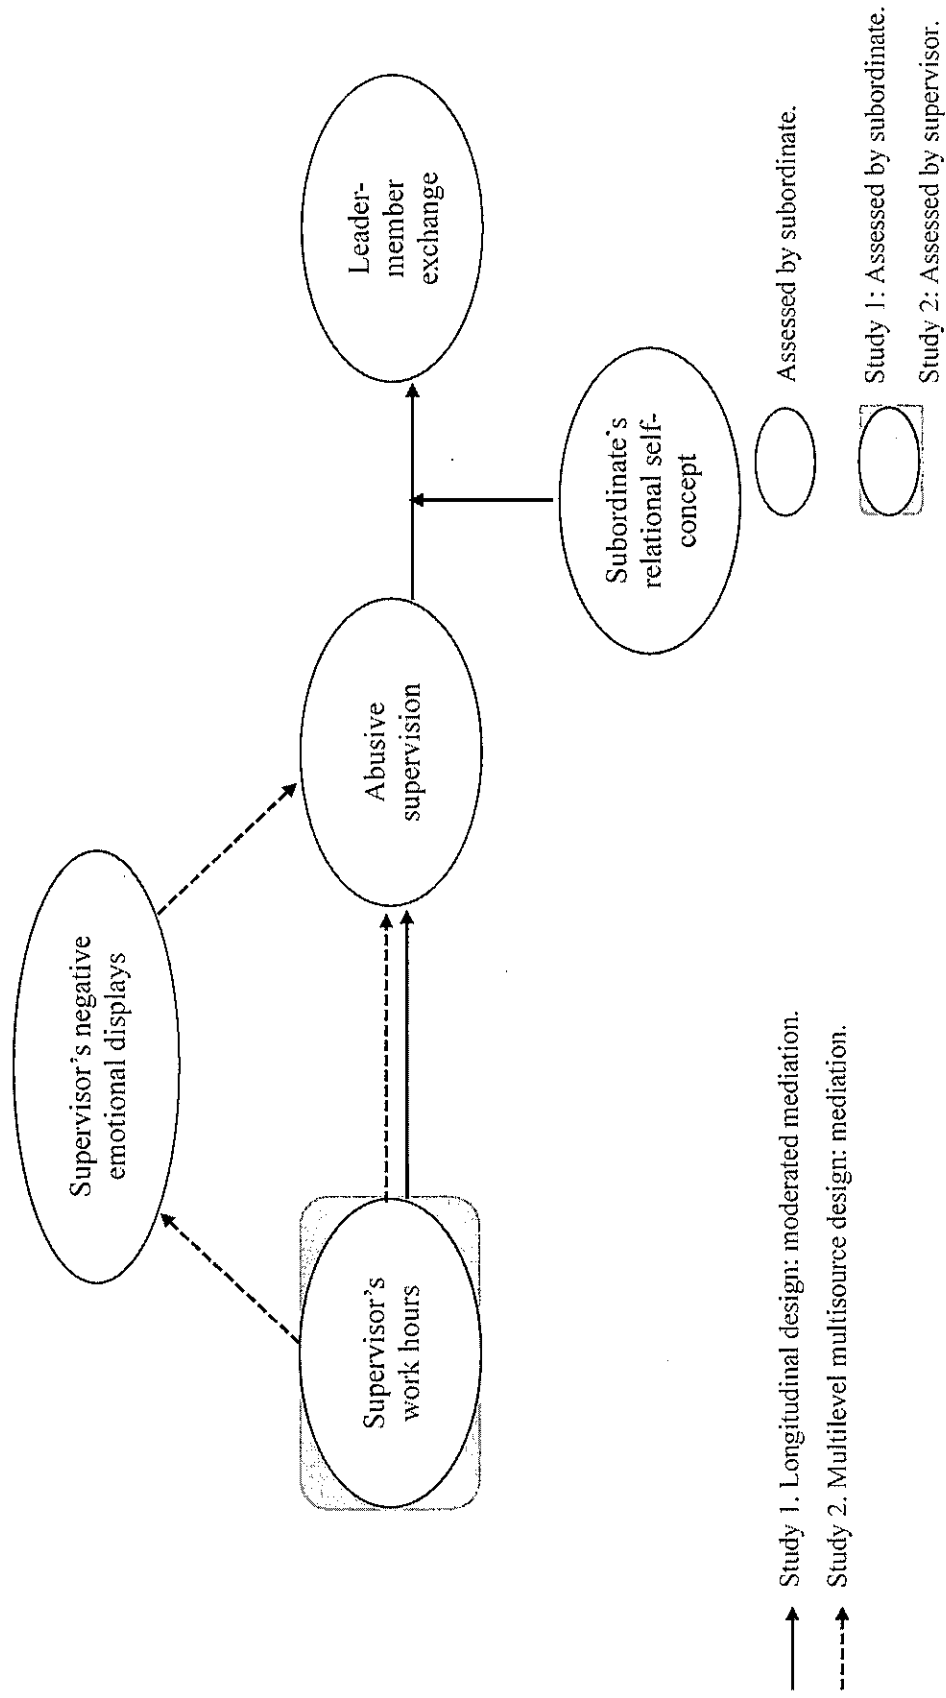 Supervisor's negative
emotional displays
Supervisor's
work hours
Abusive
supervision
Leader-
member
exchange
Subordinate's
relational self-
concept
Study 1. Longitudinal design: moderated mediation.
Study 2. Multilevel multisource design: mediation.
Assessed by subordinate.
Study 1: Assessed by subordinate.
Study 2: Assessed by supervisor.